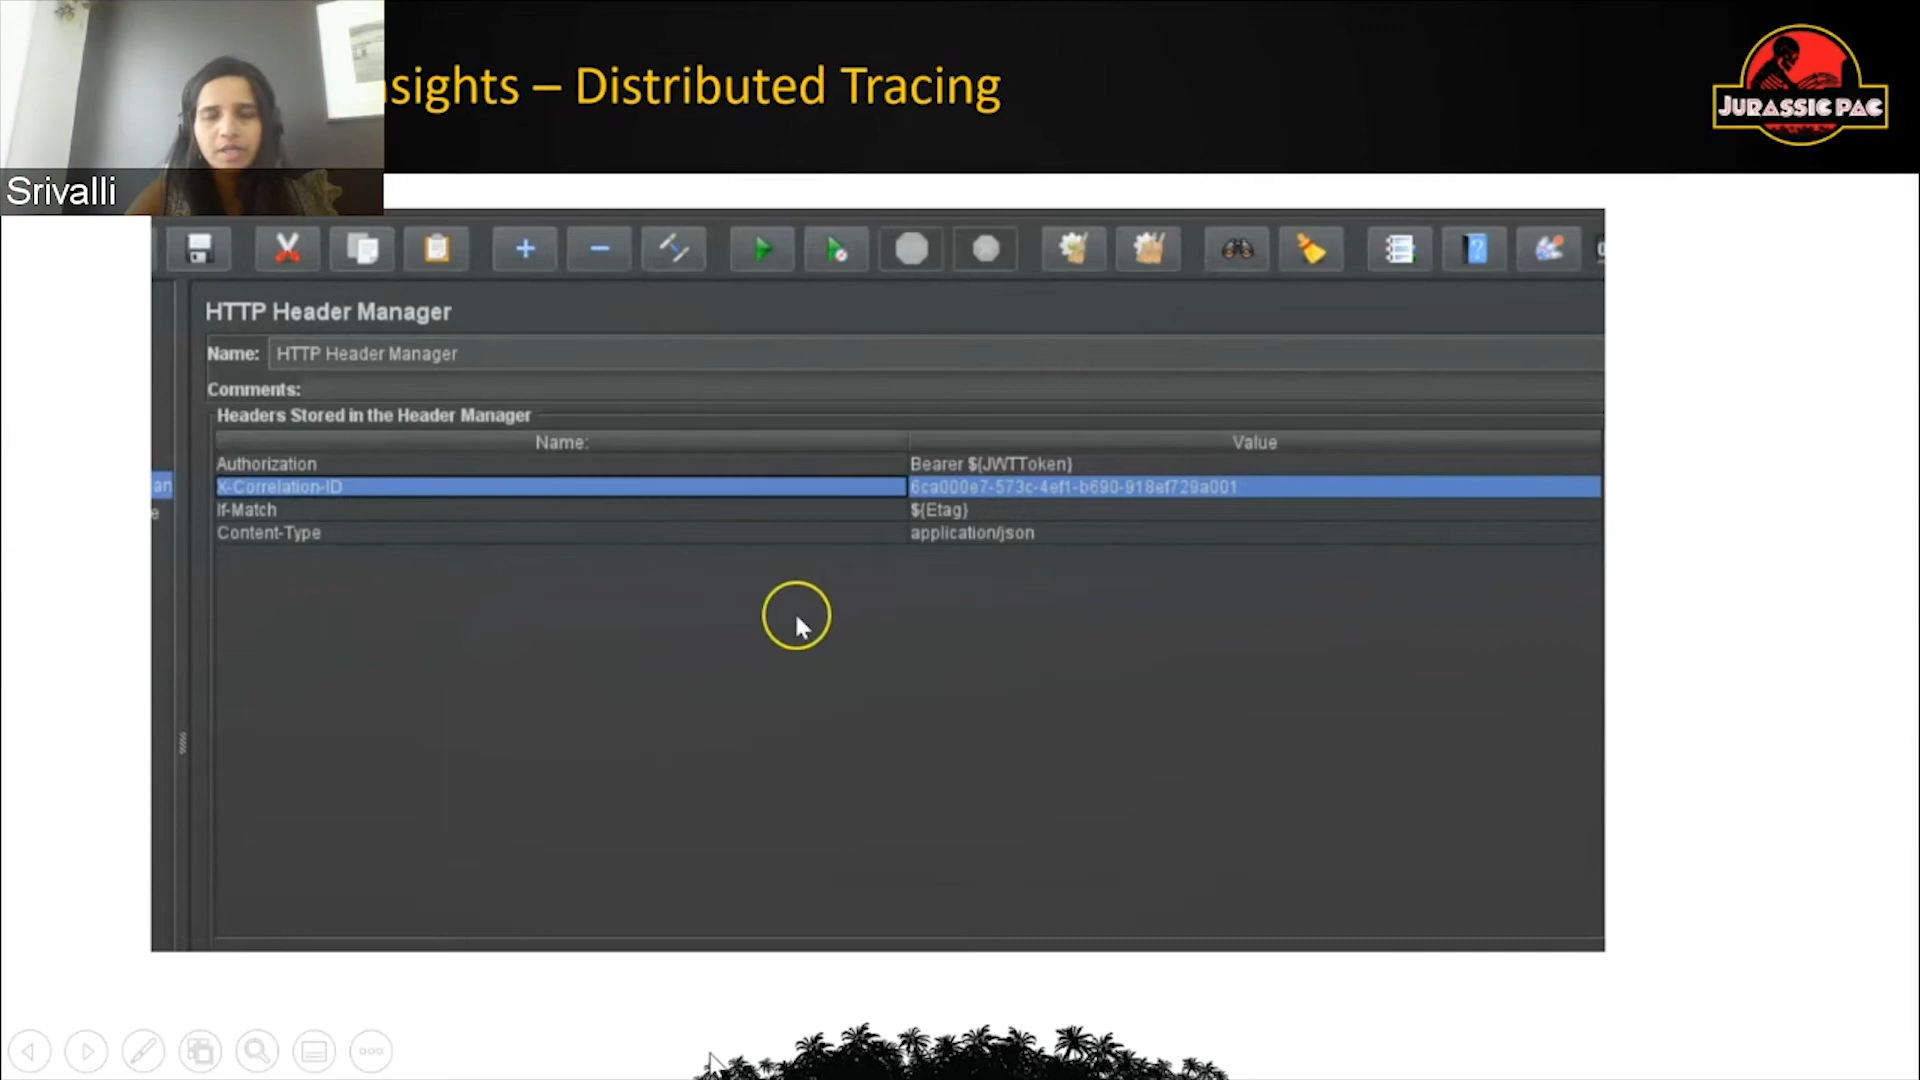 nsights – Distributed Tracing
JURASSIC PAC
Srivalli
HTTP Header Manager
Name: HTTP Header Manager
Comments:
Headers Stored in the Header Manager
Name: Value
Authorization Bearer ${JWTToken}
X-Correlation-ID 6ca000e7-573c-4ef1-b690-918ef729a001
If-Match ${Etag}
Content-Type application/json
an
e